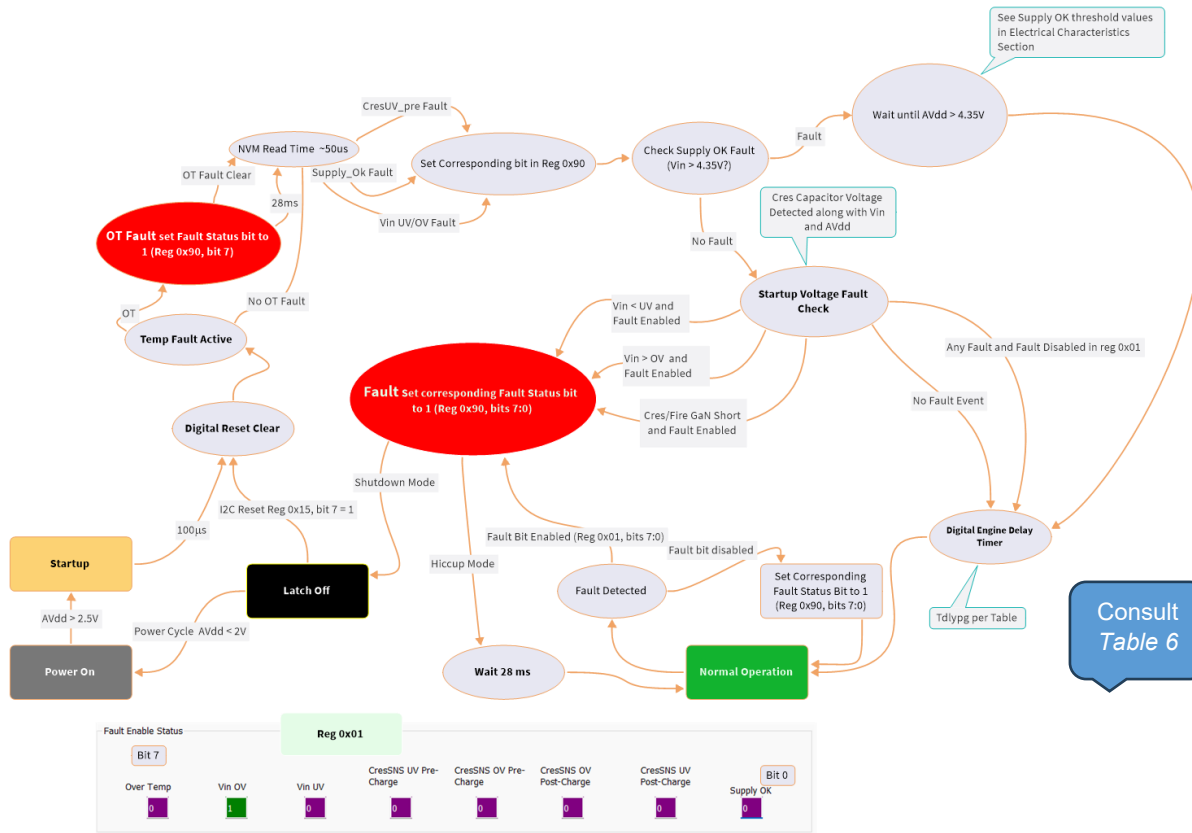 See Supply OK threshold values
in Electrical Characteristics
Section
CresUV_pre Fault
Wait until AVdd > 4.35V
NVM Read Time ~50us
Set Corresponding bit in Reg 0x90
Check Supply OK Fault
(Vin > 4.35V?)
Fault
OT Fault Clear
Supply_Ok Fault
28ms
Vin UV/OV Fault
Cres Capacitor Voltage
Detected along with Vin
and AVdd
OT Fault set Fault Status bit to
1 (Reg 0x90, bit 7)
No Fault
Startup Voltage Fault
Check
No OT Fault
OT
Vin < UV and
Fault Enabled
Temp Fault Active
Any Fault and Fault Disabled in reg 0x01
Vin > OV and
Fault Enabled
Fault Set corresponding Fault Status bit
to 1 (Reg 0x90, bits 7:0)
No Fault Event
Cres/Fire GaN Short
and Fault Enabled
Digital Reset Clear
Shutdown Mode
I2C Reset Reg 0x15, bit 7 = 1
100µs
Fault Bit Enabled (Reg 0x01, bits 7:0)
Digital Engine Delay
Timer
Fault bit disabled
Startup
Hiccup Mode
Latch Off
Fault Detected
Set Corresponding
Fault Status Bit to 1
(Reg 0x90, bits 7:0)
Tdlypg per Table
Consult
Table 6
AVdd > 2.5V
Power Cycle AVdd < 2V
Power On
Wait 28 ms
Normal Operation
Fault Enable Status
Reg 0x01
Bit 7
Bit 0
Over Temp
Vin OV
Vin UV
CresSNS UV Pre-
Charge
CresSNS OV Pre-
Charge
CresSNS OV
Post-Charge
CresSNS UV
Post-Charge
Supply OK
0
1
0
0
0
0
0
0